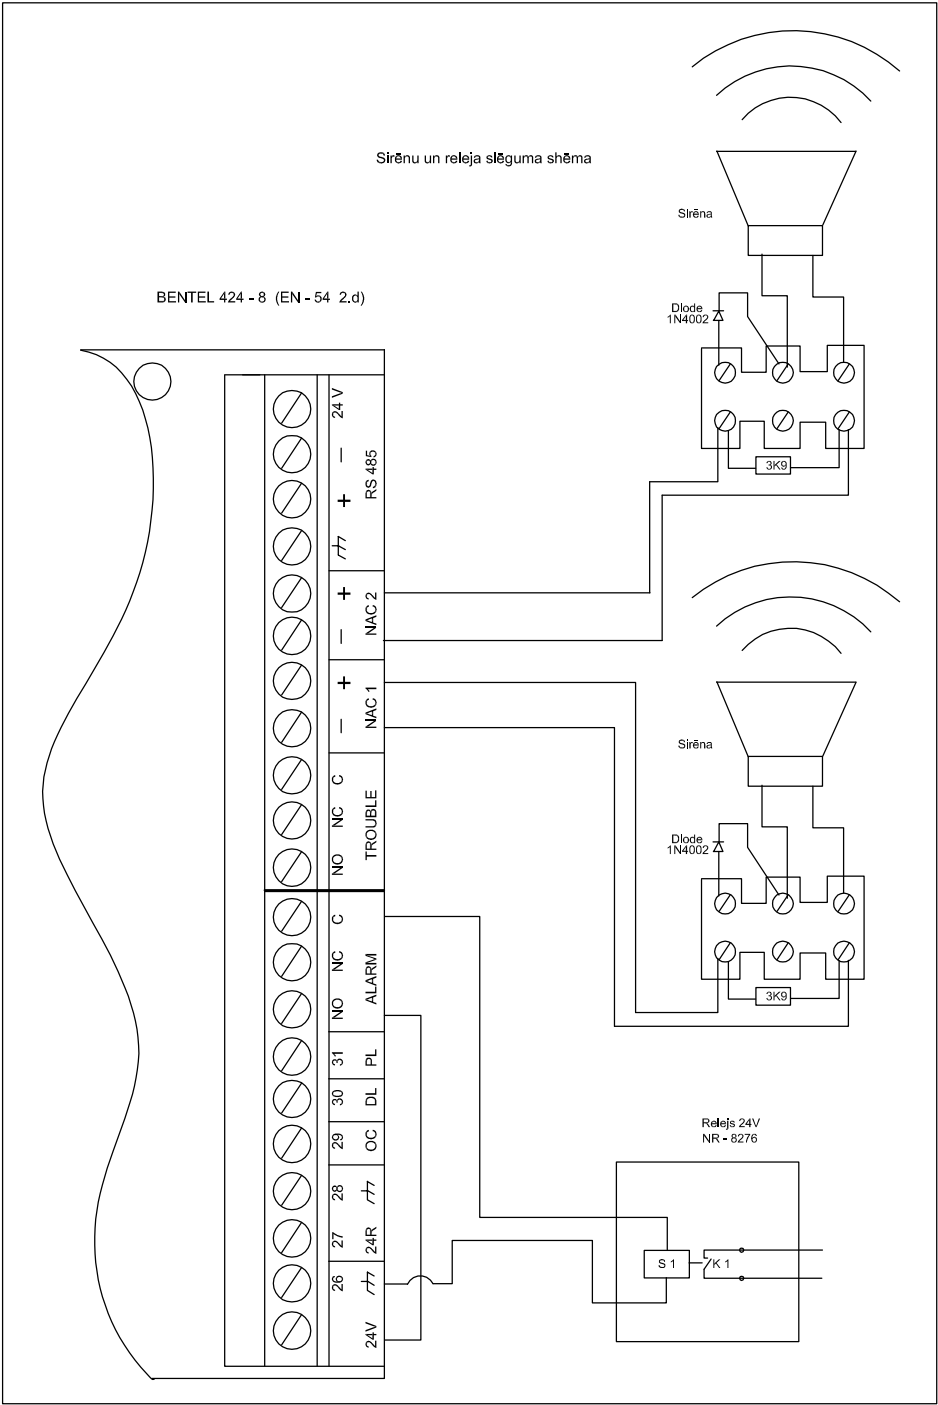 Sirēnu un releja slēguma shēma
Sirēna
BENTEL 424 - 8 (EN - 54 2.d)
Diode
1N4002
3K9
24 V
–
+
RS 485
+
–
NAC 2
+
–
NAC 1
Sirēna
C
NC
NO
TROUBLE
Diode
1N4002
3K9
C
NC
NO
ALARM
31
PL
30
DL
29
OC
28
27
24R
26
24V
Relejs 24V
NR - 8276
S 1
K 1